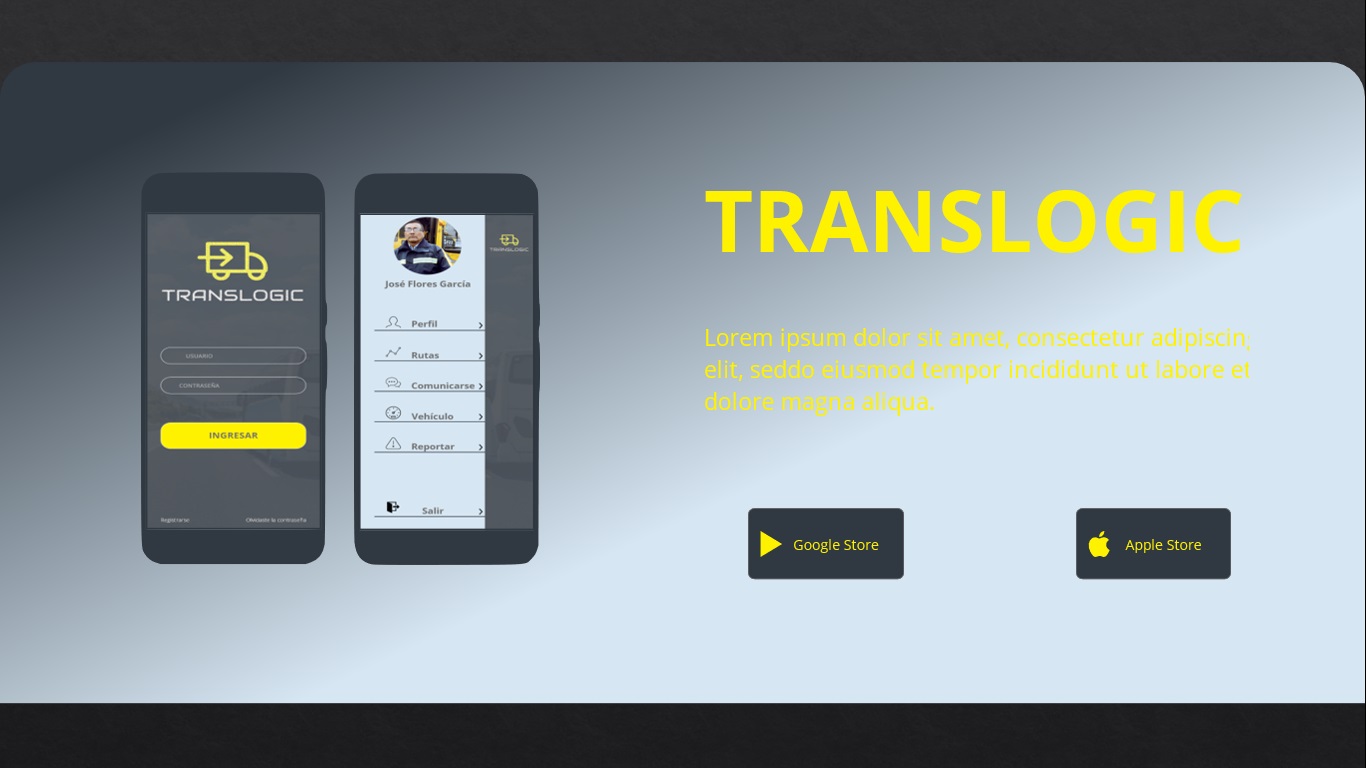 TRANSLOGIC
USUARIO
CONTRASEÑA
INGRESAR
Registrarse
Olvidaste la contraseña
TRANSLOGIC
José Flores García
Perfil
Rutas
Comunicarse
Vehículo
Reportar
Salir
TRANSLOGIC
Lorem ipsum dolor sit amet, consectetur adipiscin
elit, seddo eiusmod tempor incididunt ut labore et
dolore magna aliqua.
Google Store
Apple Store